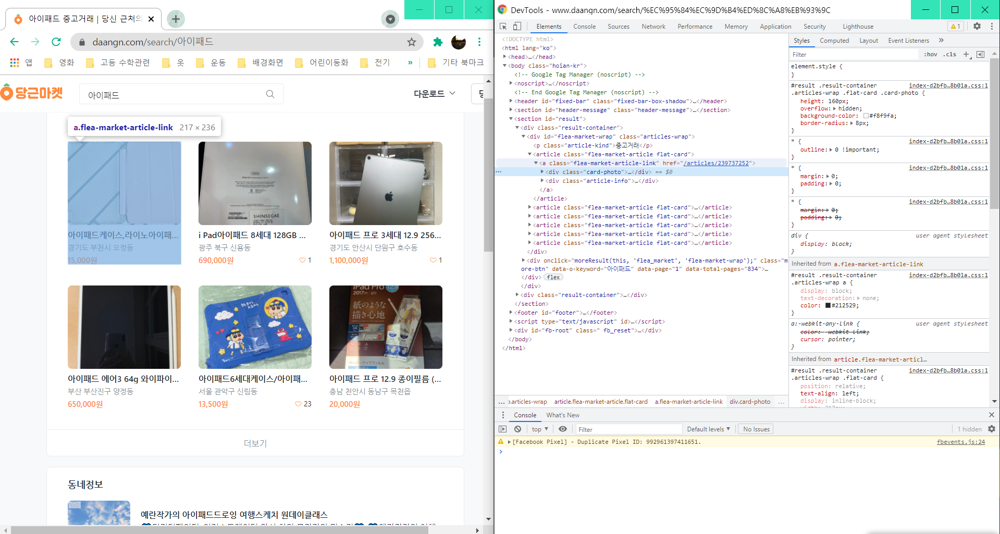 아이패드 중고거래 | 당신 근처의
daangn.com/search/아이패드
앱 영화 고등 수학관련 옷 운동 배경화면 어린이동화 전기 » 기타 북마크
당근마켓 아이패드 다운로드
a.flea-market-article-link 217 × 236
SHINSEGAE
아이패드케이스,라이노아이패...
경기도 부천시 오정동
15,000원
i Pad아이패드 8세대 128GB ...
광주 북구 신용동
690,000원 1
아이패드 프로 3세대 12.9 256...
경기도 안산시 단원구 호수동
1,100,000원 1
iPad Pro 12.9
2017
紙のような
描き心地
ペーパーライクフィルム
아이패드 에어3 64g 와이파이...
부산 부산진구 양정동
650,000원
아이패드6세대케이스/아이패...
서울 관악구 신림동
13,500원 23
아이패드 프로 12.9 종이필름 (...
충남 천안시 동남구 목천읍
20,000원
더보기
동네정보
예란작가의 아이패드드로잉 여행스케치 원데이클래스
DevTools - www.daangn.com/search/%EC%95%84%EC%9D%B4%ED%8C%A8%EB%93%9C
Elements Console Sources Network Performance Memory Application Security Lighthouse 1
<!DOCTYPE html>
<html lang="ko">
<head>…</head>
<body class="hoian-kr">
<!-- Google Tag Manager (noscript) -->
<noscript>…</noscript>
<!-- End Google Tag Manager (noscript) -->
<header id="fixed-bar" class="fixed-bar-box-shadow">…</header>
<section id="header-message" class="header-message">…</section>
<section id="result">
<div class="result-container">
<div id="flea-market-wrap" class="articles-wrap">
<p class="article-kind">중고거래</p>
<article class="flea-market-article flat-card">
<a class="flea-market-article-link" href="/articles/239737252">
<div class="card-photo">…</div> == $0
<div class="article-info">…</div>
</a>
</article>
<article class="flea-market-article flat-card">…</article>
<article class="flea-market-article flat-card">…</article>
<article class="flea-market-article flat-card">…</article>
<article class="flea-market-article flat-card">…</article>
<article class="flea-market-article flat-card">…</article>
</div>
<div onclick="moreResult(this, 'flea_market', 'flea-market-wrap');" class="m
ore-btn" data-o-keyword="아이패드" data-page="1" data-total-pages="834">…
</div> flex
</div>
<div class="result-container">…</div>
</section>
<footer id="footer">…</footer>
<script type="text/javascript" id>…</script>
<div id="fb-root" class=" fb_reset">…</div>
</body>
</html>
... .articles-wrap article.flea-market-article.flat-card a.flea-market-article-link div.card-photo ...
Styles Computed Layout Event Listeners »
Filter :hov .cls +
element.style {
}
#result .result-container index-d2bfb…8b01a.css:1
.articles-wrap .flat-card .card-photo {
height: 160px;
overflow: hidden;
background-color: #f8f9fa;
border-radius: 8px;
}
* { index-d2bfb…8b01a.css:1
outline: 0 !important;
}
* { index-d2bfb…8b01a.css:1
margin: 0;
padding: 0;
}
* { index-d2bfb…8b01a.css:1
margin: 0;
padding: 0;
}
div { user agent stylesheet
display: block;
}
Inherited from a.flea-market-article-link
#result .result-container index-d2bfb…8b01a.css:1
.articles-wrap a {
display: block;
text-decoration: none;
color: #212529;
}
a:-webkit-any-link { user agent stylesheet
color: -webkit-link;
cursor: pointer;
}
Inherited from article.flea-market-articl…
#result .result-container index-d2bfb…8b01a.css:1
.articles-wrap .flat-card {
position: relative;
text-align: left;
display: inline-block;
Console What's New
top Filter Default levels No Issues 1 hidden
[Facebook Pixel] - Duplicate Pixel ID: 992961397411651. fbevents.js:24